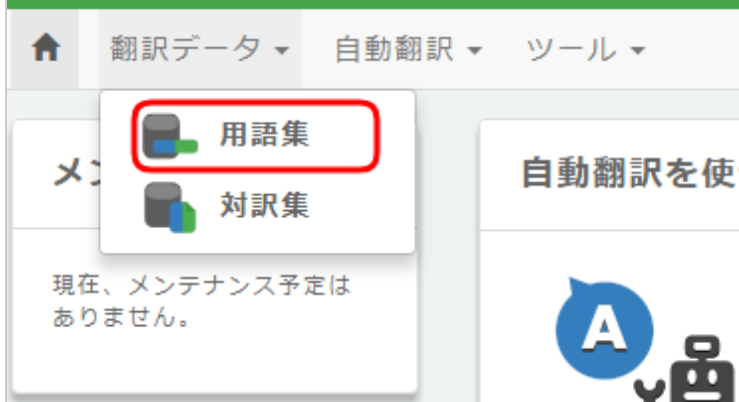 翻訳データ
自動翻訳
ツール
用語集
対訳集
メ
自動翻訳を使
現在、メンテナンス予定は
ありません。
A